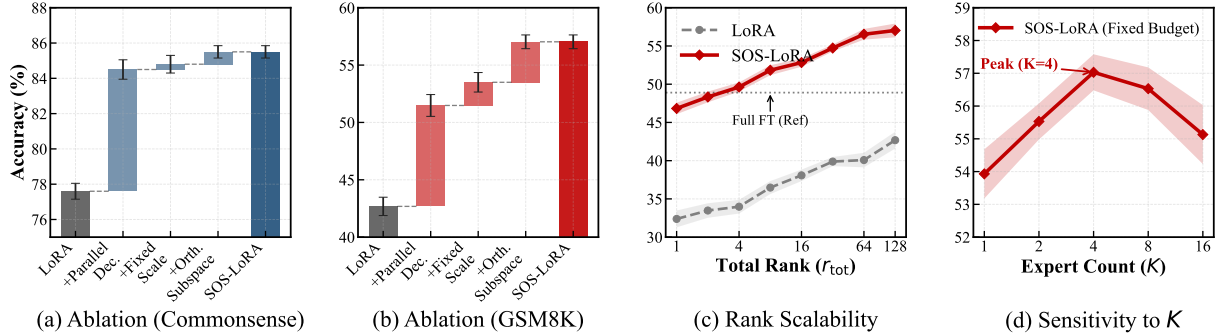 Accuracy (%)
86
84
82
80
78
76
LoRA
+Parallel
Dec.
+Fixed
Scale
+Orth.
Subspace
SOS-LoRA
(a) Ablation (Commonsense)
60
55
50
45
40
LoRA
+Parallel
Dec.
+Fixed
Scale
+Orth.
Subspace
SOS-LoRA
(b) Ablation (GSM8K)
60
55
50
45
40
35
30
LoRA
SOS-LoRA
Full FT (Ref)
1 4 16 64 128
Total Rank (r_tot)
(c) Rank Scalability
58
57
56
55
54
53
52
SOS-LoRA (Fixed Budget)
Peak (K=4)
1 2 4 8 16
Expert Count (K)
(d) Sensitivity to K